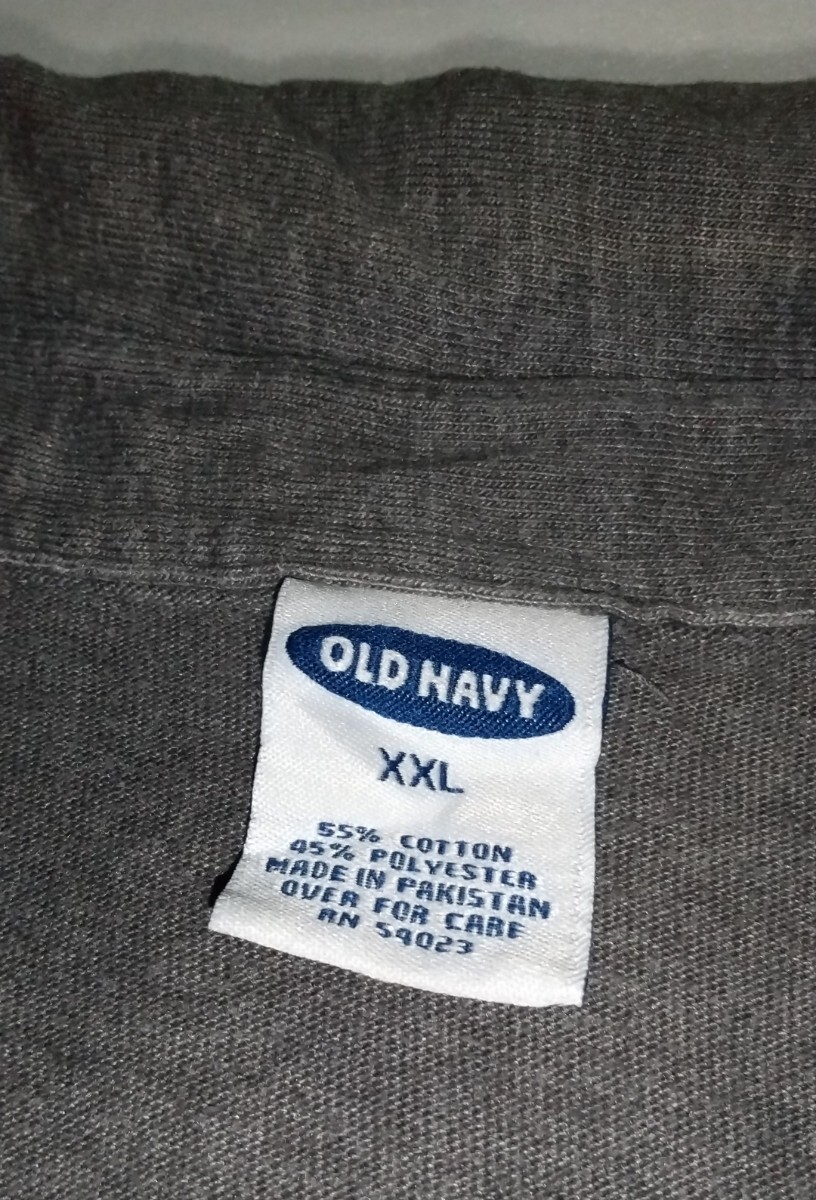 OLD NAVY
XXL
55% COTTON
45% POLYESTER
MADE IN PAKISTAN
OVER FOR CARE
RN 54023